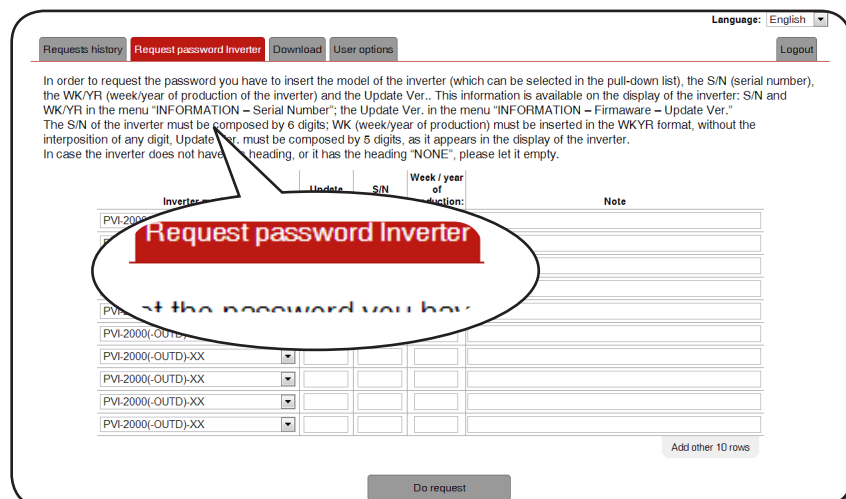 Language: English
Requests history Request password Inverter Download User options Logout
In order to request the password you have to insert the model of the inverter (which can be selected in the pull-down list), the S/N (serial number),
the WK/YR (week/year of production of the inverter) and the Update Ver.. This information is available on the display of the inverter: S/N and
WK/YR in the menu “INFORMATION – Serial Number”; the Update Ver. in the menu “INFORMATION – Firmaware – Update Ver.”
The S/N of the inverter must be composed by 6 digits; WK (week/year of production) must be inserted in the WKYR format, without the
interposition of any digit, Update Ver. must be composed by 5 digits, as it appears in the display of the inverter.
In case the inverter does not have heading, or it has the heading “NONE”, please let it empty.
Week / year
Update S/N of
Inverter Note
Request password Inverter
the password you
PVI-2000(-OUTD)-XX
PVI-2000(-OUTD)-XX
PVI-2000(-OUTD)-XX
PVI-2000(-OUTD)-XX
PVI-2000(-OUTD)-XX
Add other 10 rows
Do request